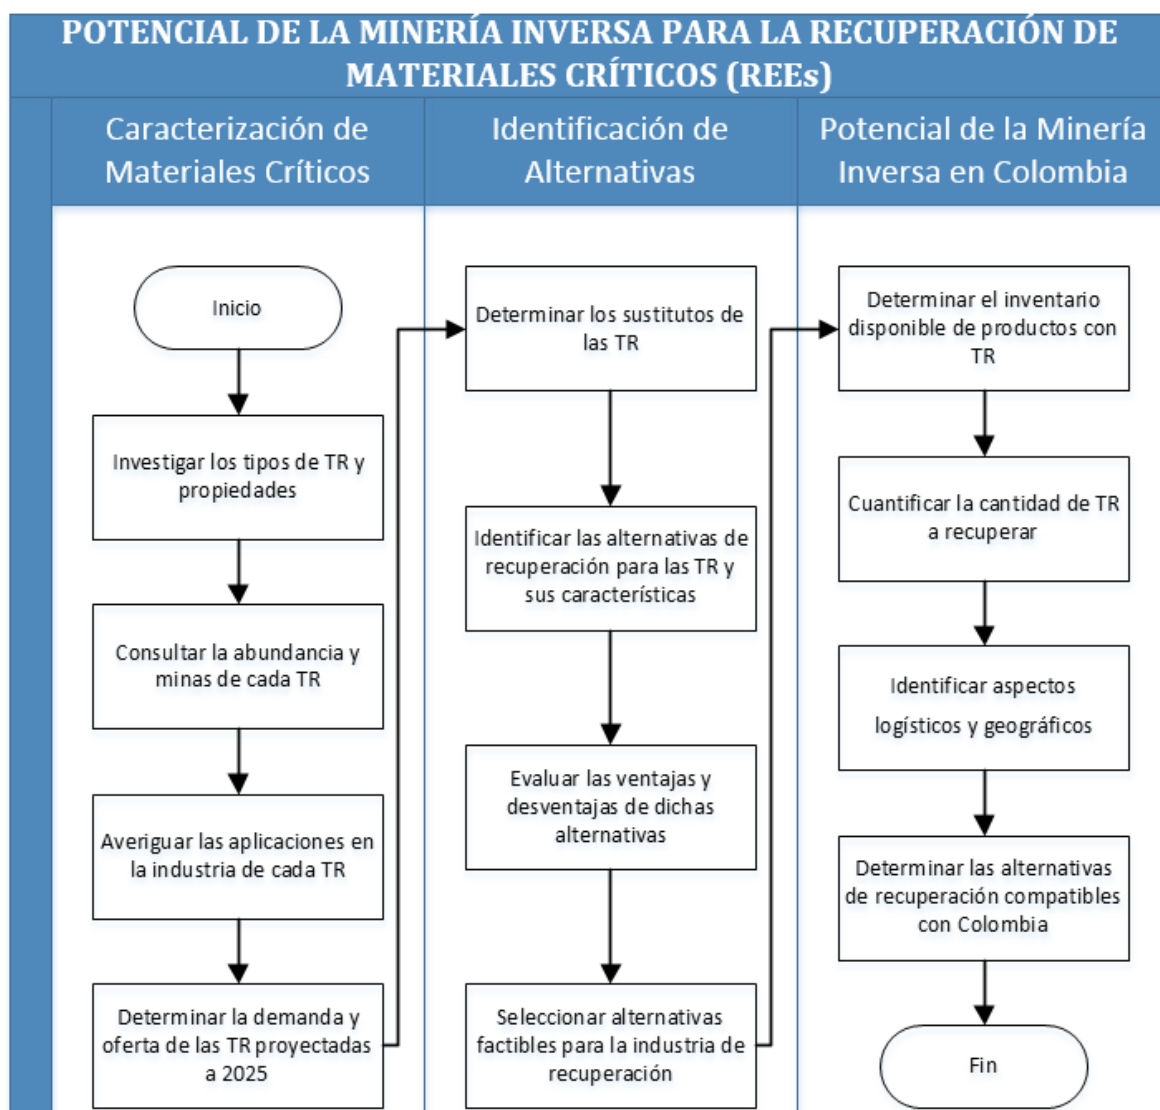 POTENCIAL DE LA MINERÍA INVERSA PARA LA RECUPERACIÓN DE
MATERIALES CRÍTICOS (REEs)
Caracterización de
Materiales Críticos
Identificación de
Alternativas
Potencial de la Minería
Inversa en Colombia
Inicio
Investigar los tipos de TR y
propiedades
Consultar la abundancia y
minas de cada TR
Averiguar las aplicaciones en
la industria de cada TR
Determinar la demanda y
oferta de las TR proyectadas
a 2025
Determinar los sustitutos de
las TR
Identificar las alternativas de
recuperación para las TR y
sus características
Evaluar las ventajas y
desventajas de dichas
alternativas
Seleccionar alternativas
factibles para la industria de
recuperación
Determinar el inventario
disponible de productos con
TR
Cuantificar la cantidad de TR
a recuperar
Identificar aspectos
logísticos y geográficos
Determinar las alternativas
de recuperación compatibles
con Colombia
Fin